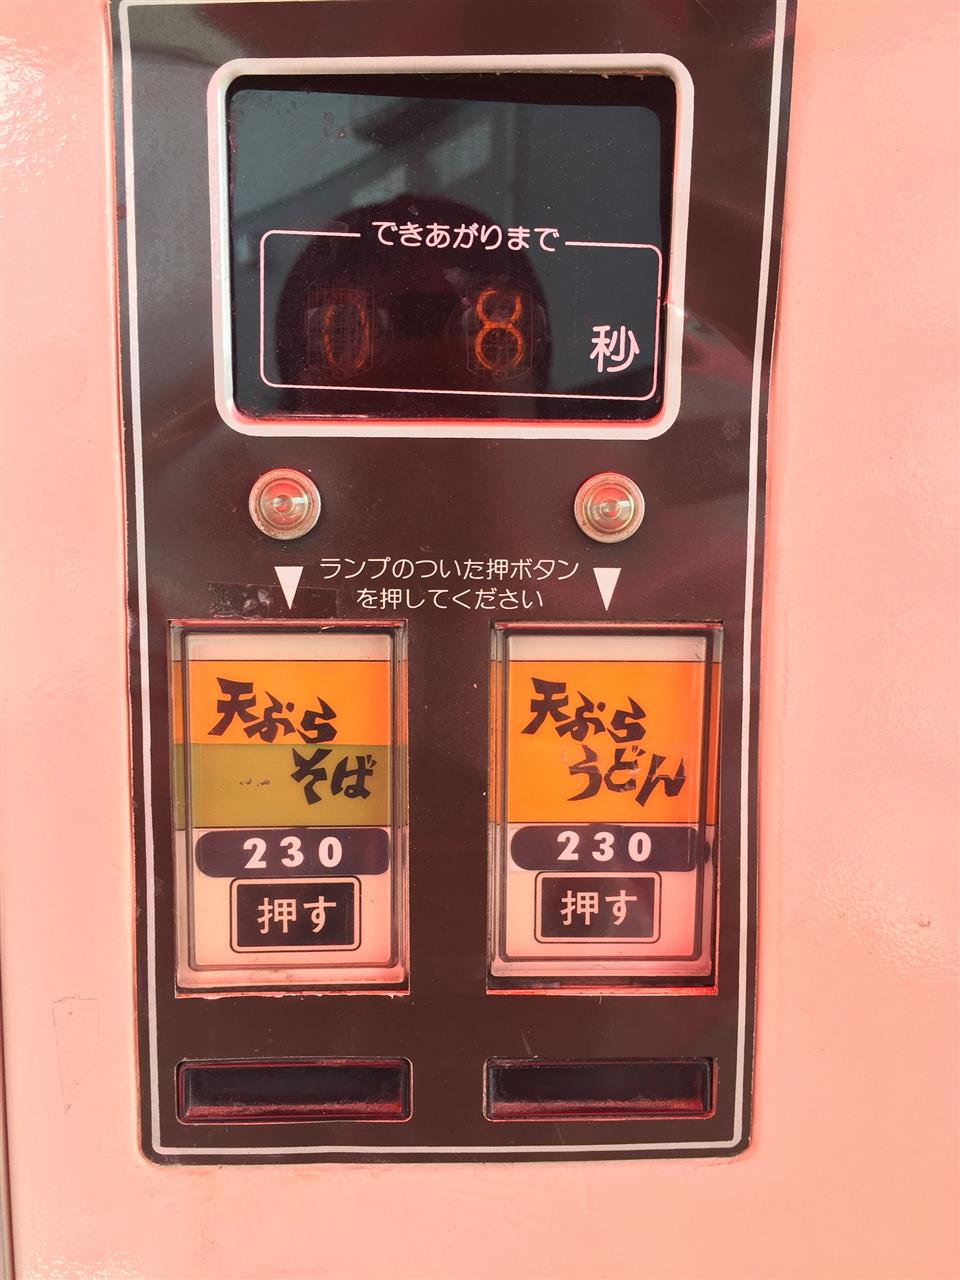 できあがりまで
08
秒
ランプのついた押ボタン
を押してください
天ぷら
そば
230
押す
天ぷら
うどん
230
押す